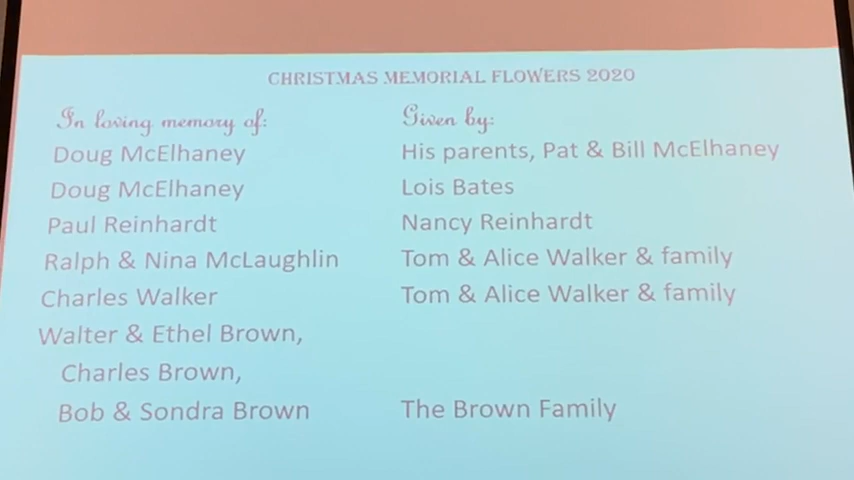 CHRISTMAS MEMORIAL FLOWERS 2020
In loving memory of: Given by:
Doug McElhaney His parents, Pat & Bill McElhaney
Doug McElhaney Lois Bates
Paul Reinhardt Nancy Reinhardt
Ralph & Nina McLaughlin Tom & Alice Walker & family
Charles Walker Tom & Alice Walker & family
Walter & Ethel Brown,
Charles Brown,
Bob & Sondra Brown The Brown Family